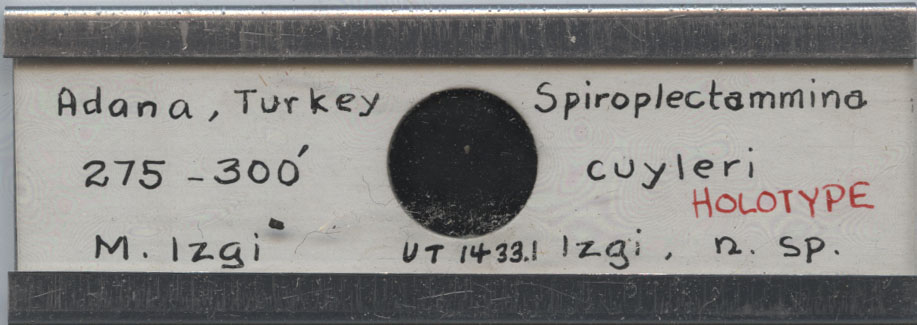 Adana, Turkey
275 - 300′
M. Izgi
UT 1433.1
Spiroplectammina
cuyleri
HOLOTYPE
Izgi, n. sp.